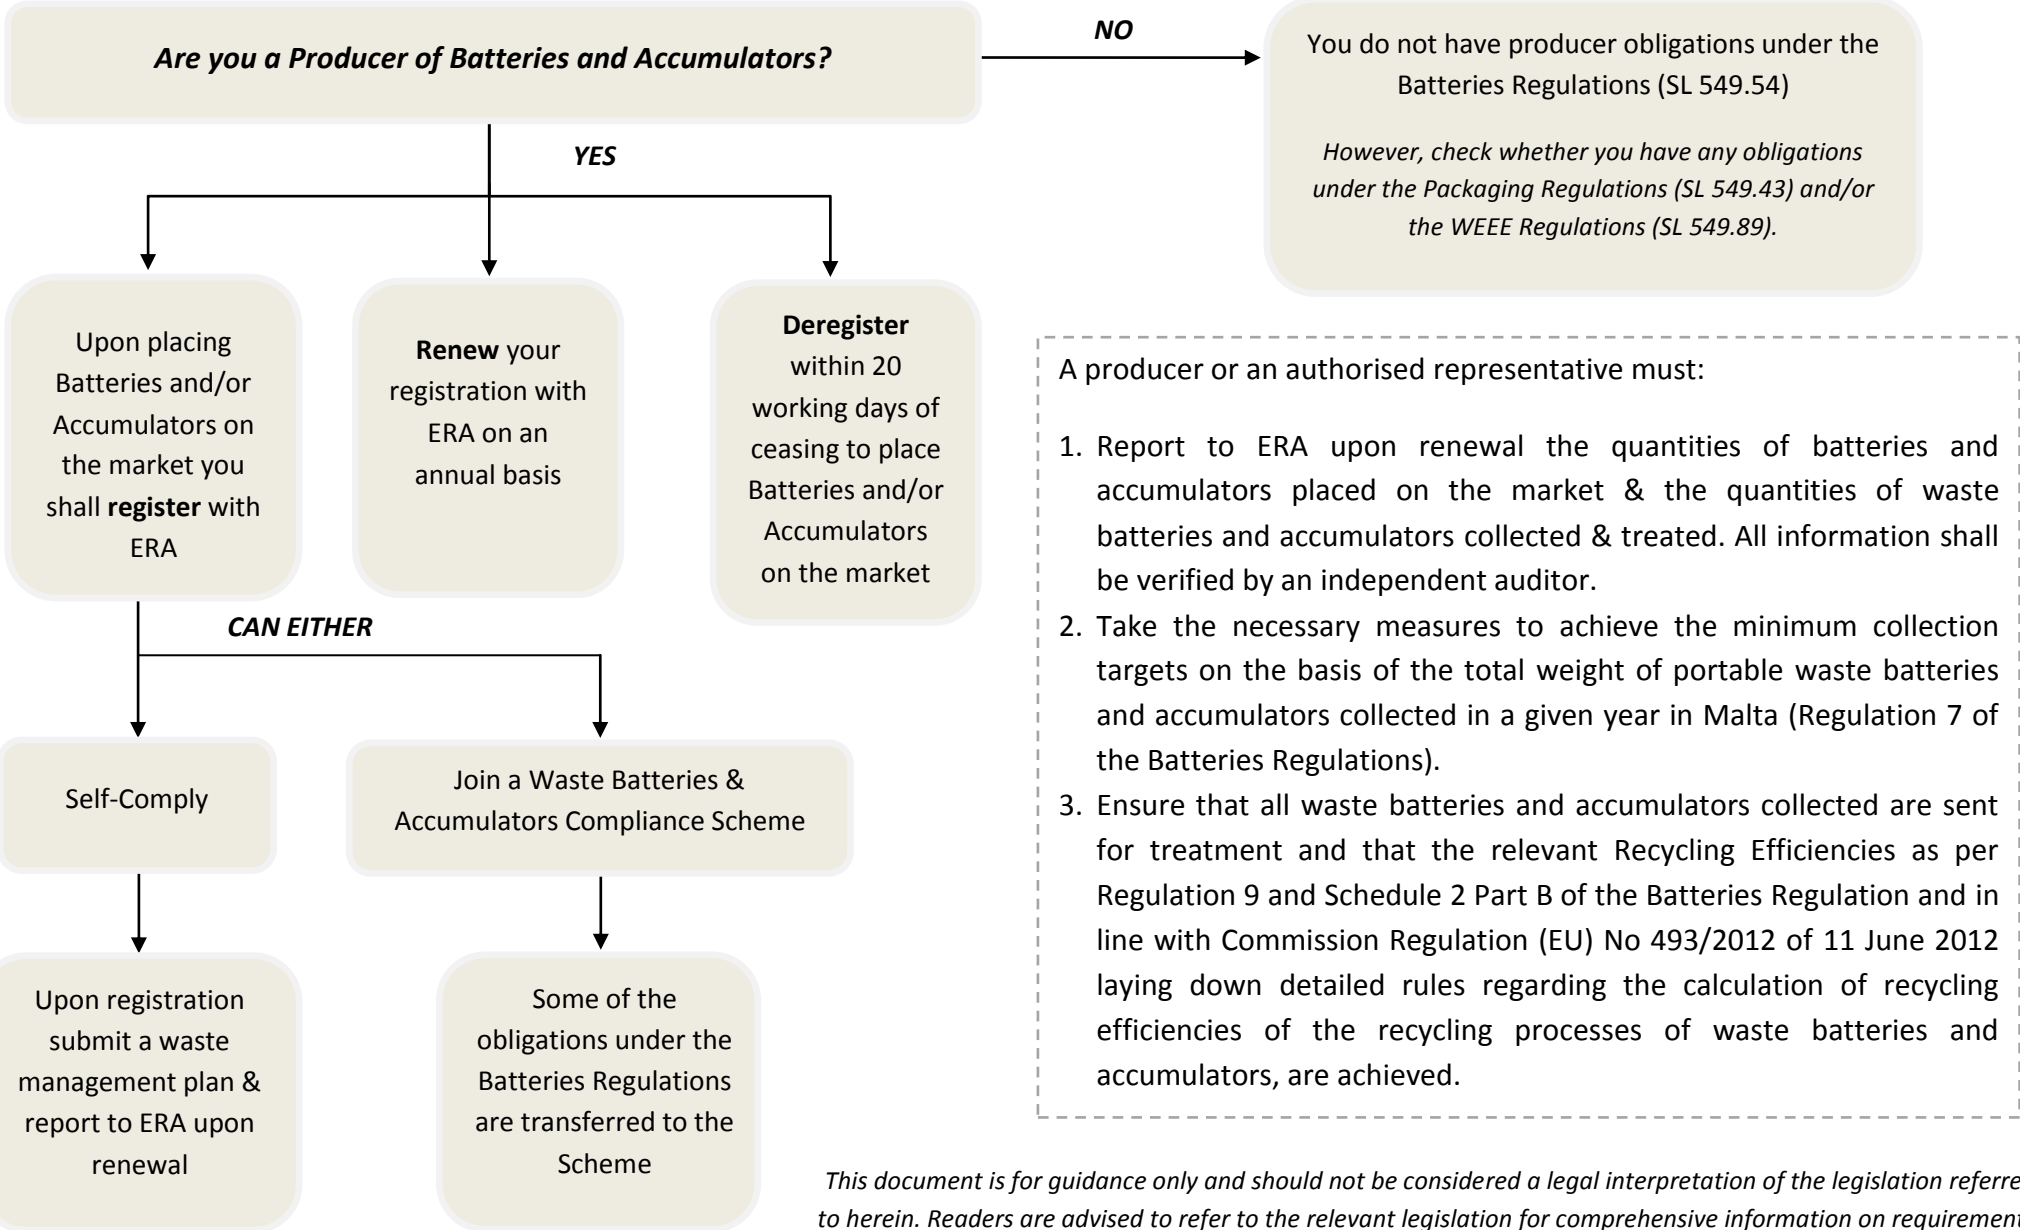 Are you a Producer of Batteries and Accumulators?
NO
You do not have producer obligations under the
Batteries Regulations (SL 549.54)
However, check whether you have any obligations
under the Packaging Regulations (SL 549.43) and/or
the WEEE Regulations (SL 549.89).
YES
Upon placing
Batteries and/or
Accumulators on
the market you
shall register with
ERA
Renew your
registration with
ERA on an
annual basis
Deregister
within 20
working days of
ceasing to place
Batteries and/or
Accumulators
on the market
CAN EITHER
Self-Comply
Join a Waste Batteries &
Accumulators Compliance Scheme
Upon registration
submit a waste
management plan &
report to ERA upon
renewal
Some of the
obligations under the
Batteries Regulations
are transferred to the
Scheme
A producer or an authorised representative must:
1. Report to ERA upon renewal the quantities of batteries and
accumulators placed on the market & the quantities of waste
batteries and accumulators collected & treated. All information shall
be verified by an independent auditor.
2. Take the necessary measures to achieve the minimum collection
targets on the basis of the total weight of portable waste batteries
and accumulators collected in a given year in Malta (Regulation 7 of
the Batteries Regulations).
3. Ensure that all waste batteries and accumulators collected are sent
for treatment and that the relevant Recycling Efficiencies as per
Regulation 9 and Schedule 2 Part B of the Batteries Regulation and in
line with Commission Regulation (EU) No 493/2012 of 11 June 2012
laying down detailed rules regarding the calculation of recycling
efficiencies of the recycling processes of waste batteries and
accumulators, are achieved.
This document is for guidance only and should not be considered a legal interpretation of the legislation referre
to herein. Readers are advised to refer to the relevant legislation for comprehensive information on requirement